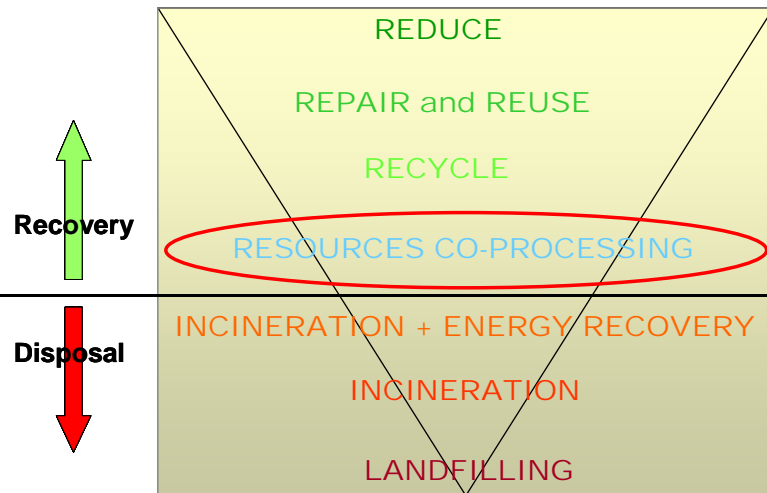 REDUCE
REPAIR and REUSE
RECYCLE
Recovery
RESOURCES CO-PROCESSING
INCINERATION + ENERGY RECOVERY
Disposal
INCINERATION
LANDFILLING